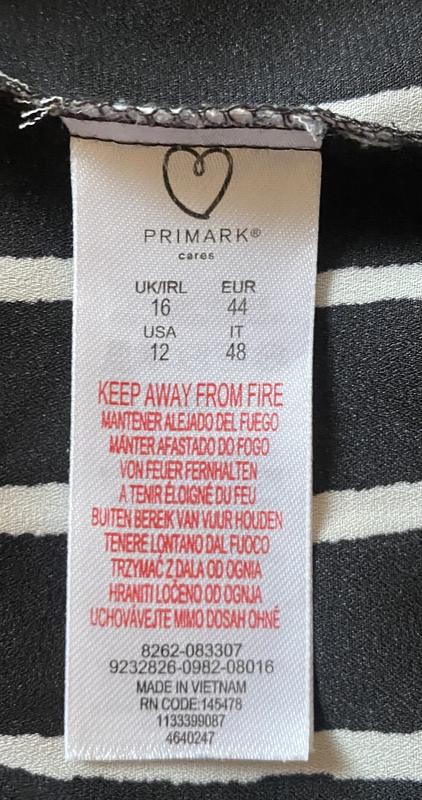 PRIMARK®
cares
UK/IRL EUR
16 44
USA IT
12 48
KEEP AWAY FROM FIRE
MANTENER ALEJADO DEL FUEGO
MANTER AFASTADO DO FOGO
VON FEUER FERNHALTEN
À TENIR ÉLOIGNÉ DU FEU
BUITEN BEREIK VAN VUUR HOUDEN
TENERE LONTANO DAL FUOCO
TRZYMAĆ Z DALA OD OGNIA
HRANITI LOČENO OD OGNJA
UCHOVÁVEJTE MIMO DOSAH OHNĚ
8262-083307
9232826-0982-08016
MADE IN VIETNAM
RN CODE:145478
1133399087
4640247